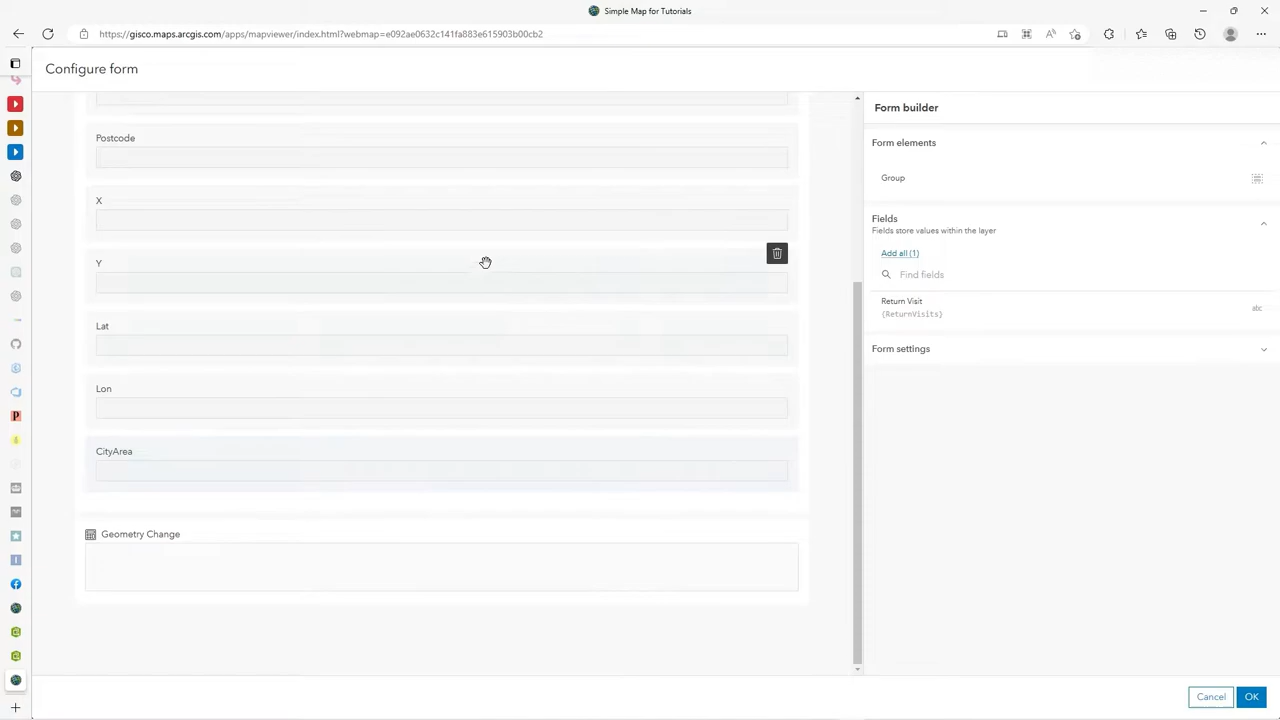 Simple Map for Tutorials
https://gisco.maps.arcgis.com/apps/mapviewer/index.html?webmap=e092ae0632c141fa883e615903b00cb2
Configure form
Postcode
X
Y
Lat
Lon
CityArea
Geometry Change
Form builder
Form elements
Group
Fields
Fields store values within the layer
Add all (1)
Find fields
Return Visit
{ReturnVisits}
abc
Form settings
Cancel
OK